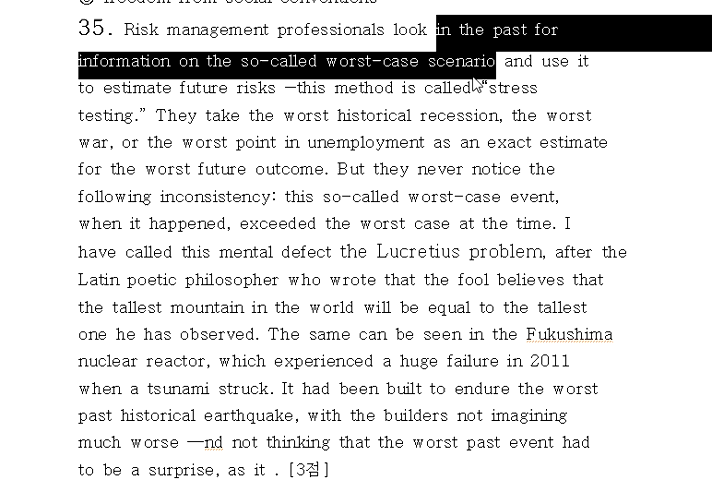 freedom from social conventions
35. Risk management professionals look in the past for
information on the so-called worst-case scenario and use it
to estimate future risks —this method is called “stress
testing.” They take the worst historical recession, the worst
war, or the worst point in unemployment as an exact estimate
for the worst future outcome. But they never notice the
following inconsistency: this so-called worst-case event,
when it happened, exceeded the worst case at the time. I
have called this mental defect the Lucretius problem, after the
Latin poetic philosopher who wrote that the fool believes that
the tallest mountain in the world will be equal to the tallest
one he has observed. The same can be seen in the Fukushima
nuclear reactor, which experienced a huge failure in 2011
when a tsunami struck. It had been built to endure the worst
past historical earthquake, with the builders not imagining
much worse —nd not thinking that the worst past event had
to be a surprise, as it . [3점]